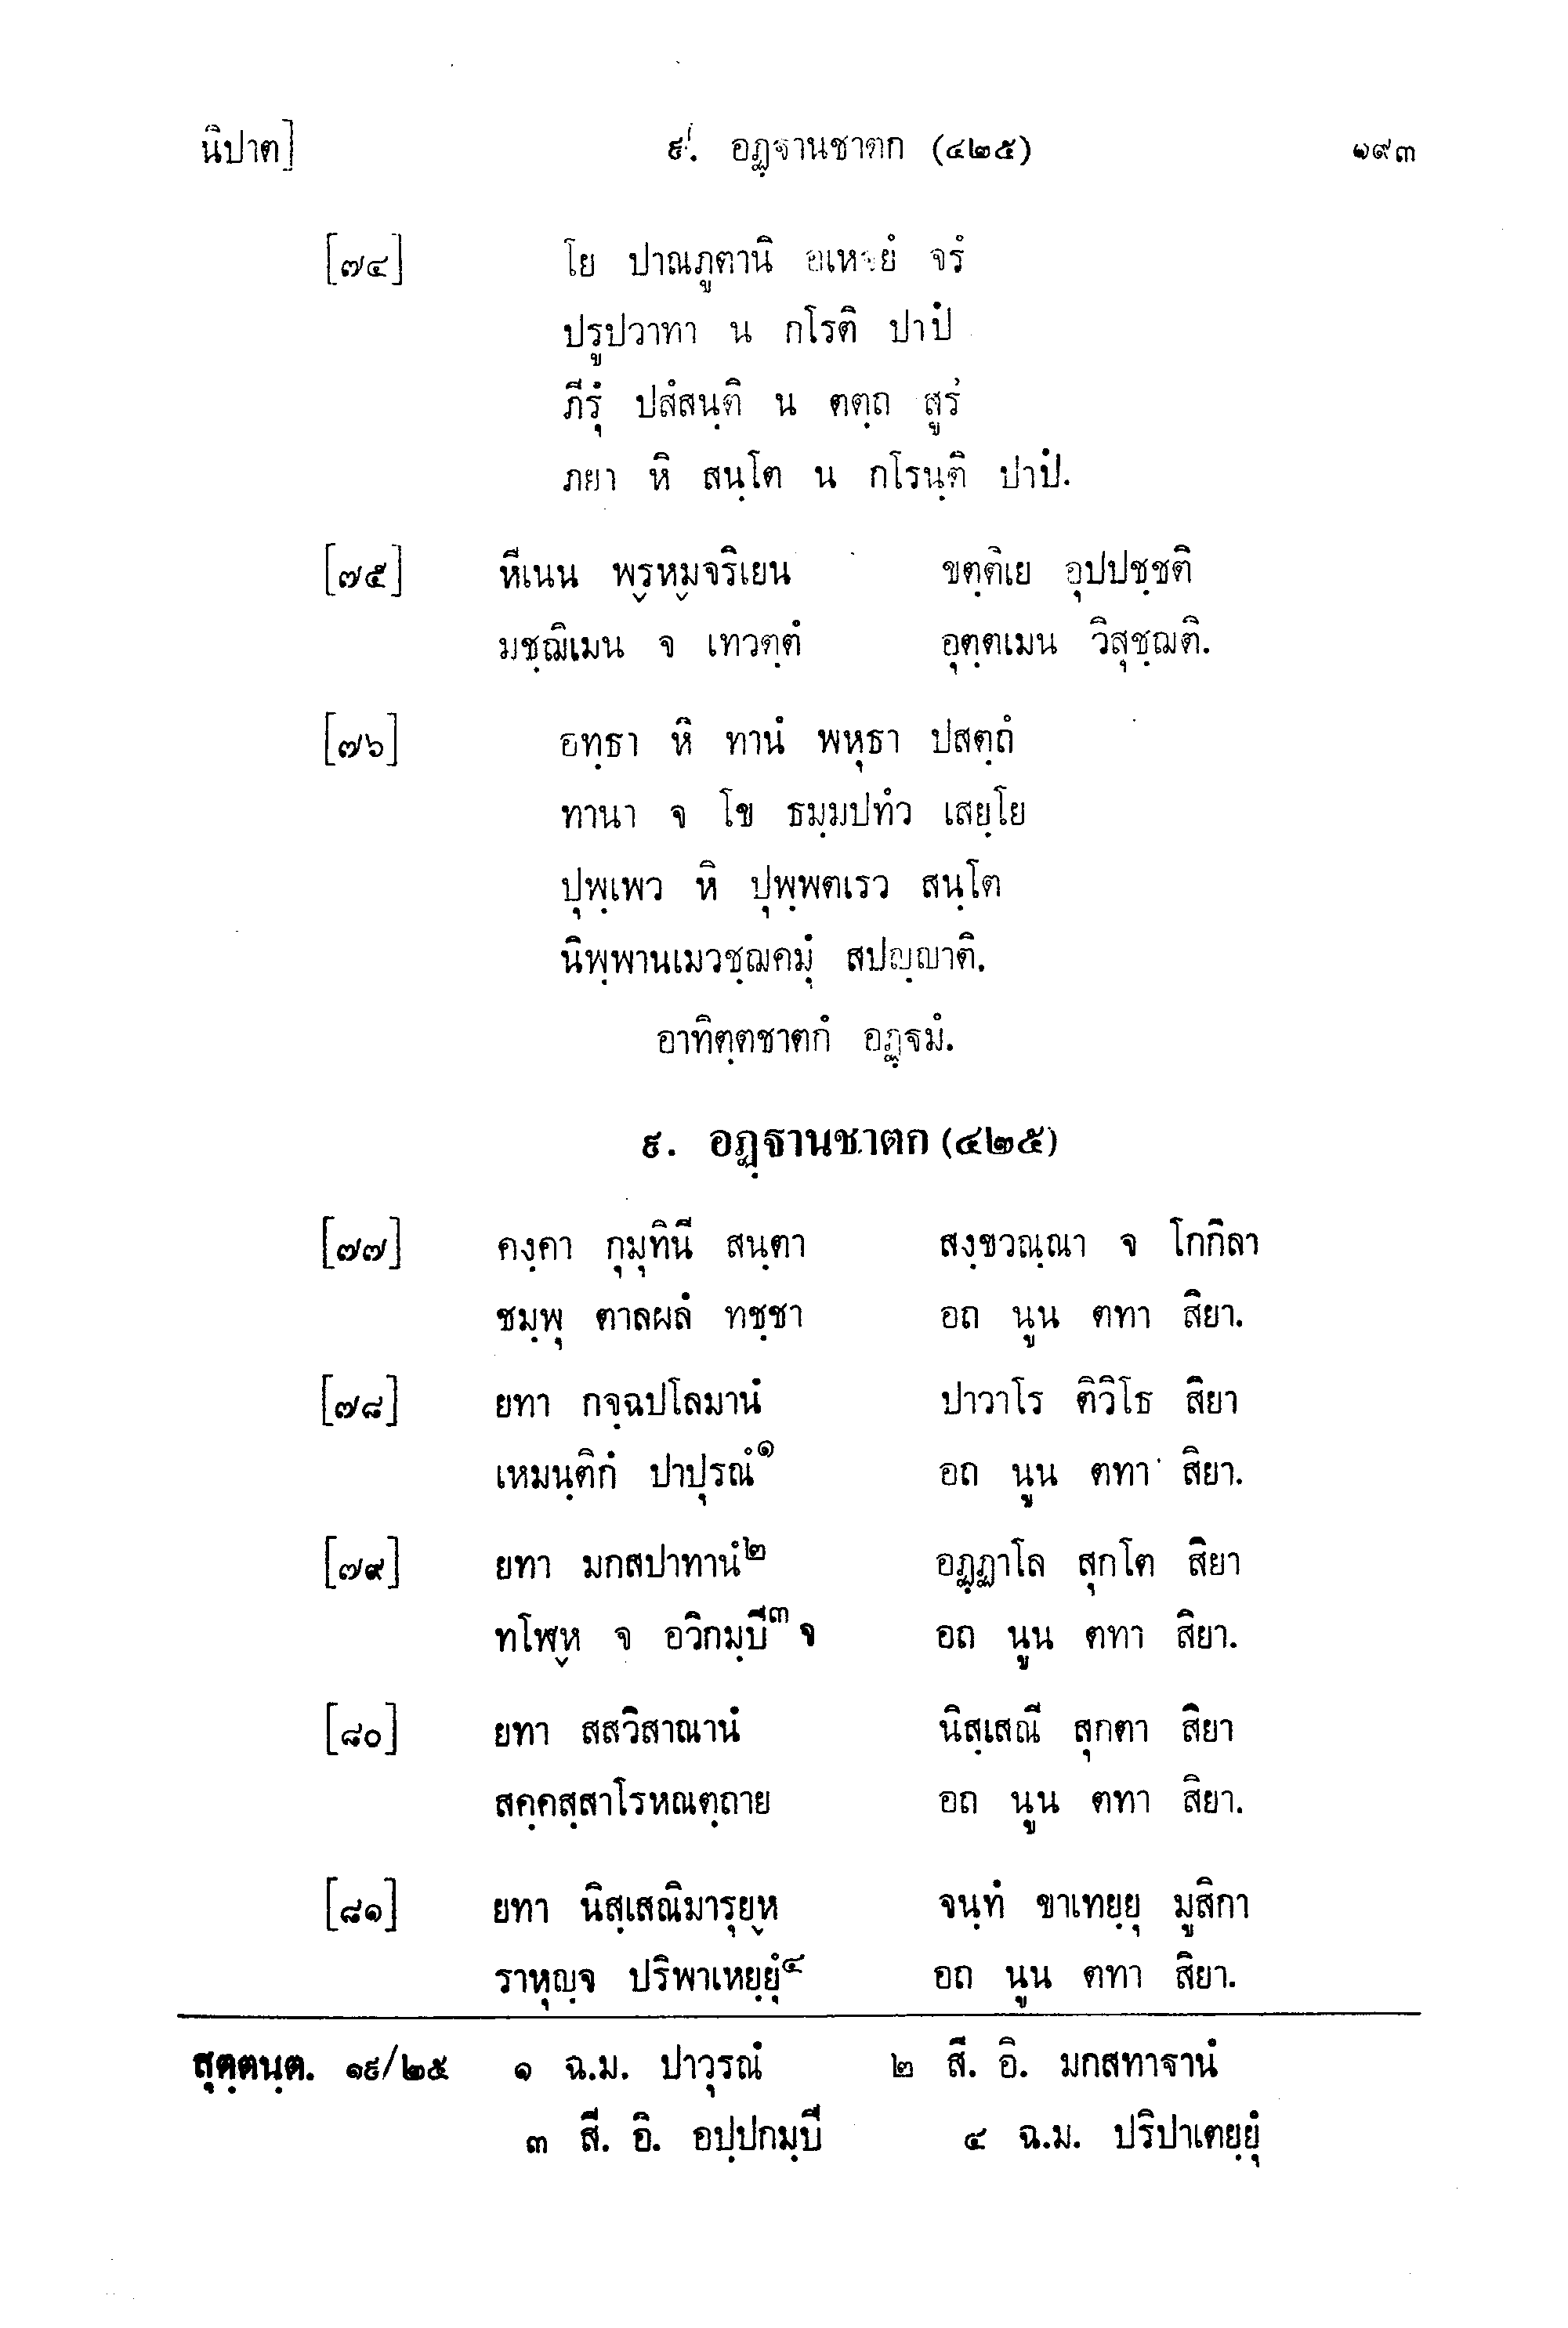 นิปาต] ๙. อฏฺฐานชาตก (๔๒๕) ๑๙๓
[๗๔] โย ปาณภูตานิ อเหฐยํ จรํ
ปรูปวาทา น กโรติ ปาปํ
ภีรุํ ปสํสนฺติ น ตตฺถ สูรํ
ภยา หิ สนฺโต น กโรนฺติ ปาปํ.
[๗๕] หีเนน พฺรหฺมจริเยน ขตฺติเย อุปปชฺชติ
มชฺฌิเมน จ เทวตฺตํ อุตฺตเมน วิสุชฺฌติ.
[๗๖] อทฺธา หิ ทานํ พหุธา ปสตฺถํ
ทานา จ โข ธมฺมปทํว เสยฺโย
ปุพฺเพว หิ ปุพฺพตเรว สนฺโต
นิพฺพานเมวชฺฌคมุํ สปญฺญาติ.
อาทิตฺตชาตกํ อฏฺฐมํ.
๙. อฏฺฐานชาตก (๔๒๕)
[๗๗] คงฺคา กุมุทินี สนฺตา สงฺขวณฺณา จ โกกิลา
ชมฺพุ ตาลผลํ ทชฺชา อถ นูน ตทา สิยา.
[๗๘] ยทา กจฺฉปโลมานํ ปาวาโร ติวิโธ สิยา
เหมนฺติกํ ปาปุรณํ๑ อถ นูน ตทา สิยา.
[๗๙] ยทา มกสปาทานํ๒ อฏฺฏาโล สุกโต สิยา
ทโฬฺห จ อวิกมฺปี๓ จ อถ นูน ตทา สิยา.
[๘๐] ยทา สสวิสาณานํ นิสฺเสณี สุกตา สิยา
สคฺคสฺสาโรหณตฺถาย อถ นูน ตทา สิยา.
[๘๑] ยทา นิสฺเสณิมารุยฺห จนฺทํ ขาเทยฺยุ มูสิกา
ราหุญฺจ ปริพาเหยฺยุํ๔ อถ นูน ตทา สิยา.
สุตฺตนฺต. ๑๙/๒๕ ๑ ฉ.ม. ปาวุรณํ ๒ สี. อิ. มกสทาฐานํ
๓ สี. อิ. อปฺปกมฺปี ๔ ฉ.ม. ปริปาเตยฺยุํ